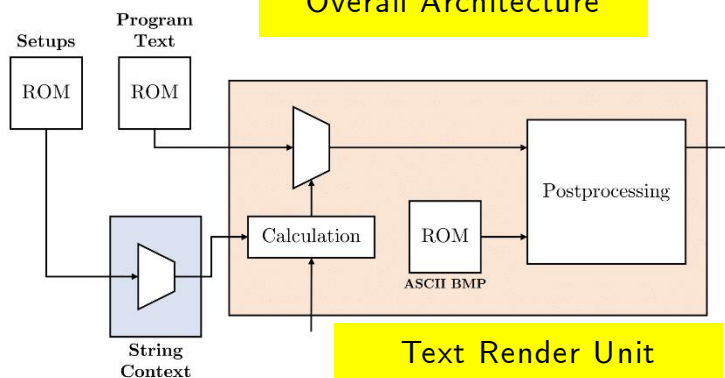 Overall Architecture
Setups
Program
Text
ROM
ROM
Postprocessing
Calculation
ROM
ASCII BMP
String
Context
Text Render Unit